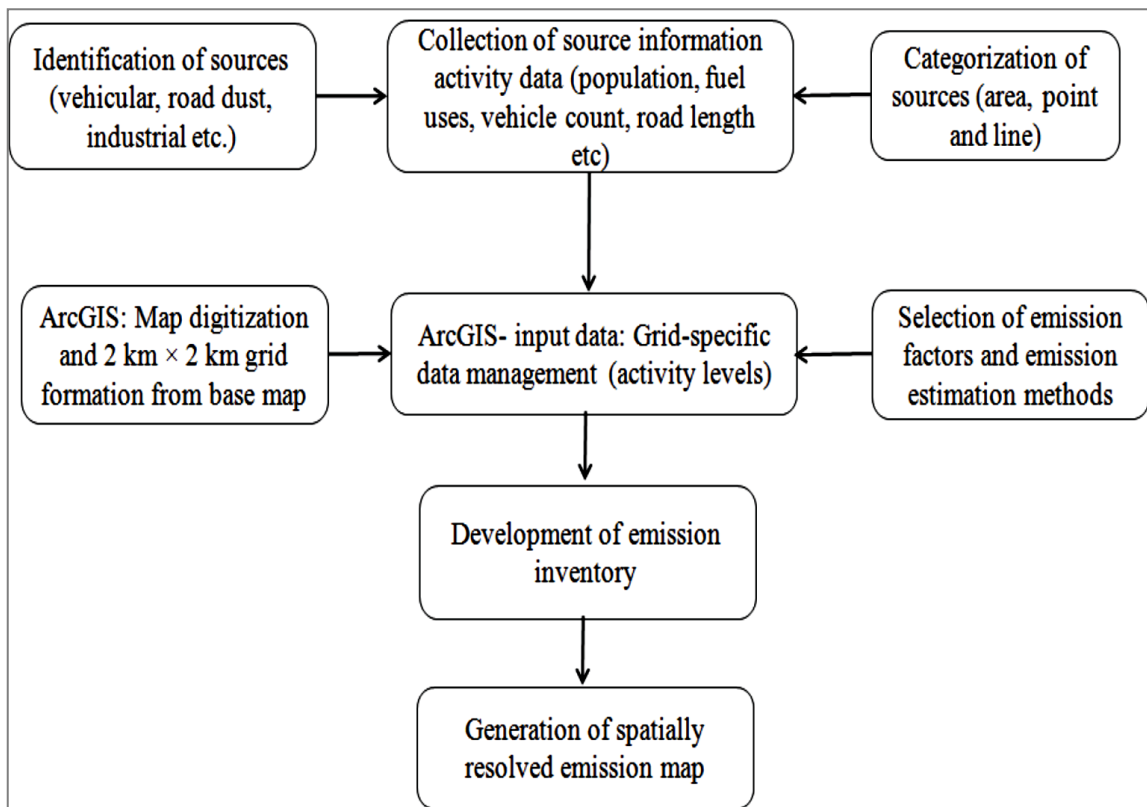 Identification of sources
(vehicular, road dust,
industrial etc.)
Collection of source information
activity data (population, fuel
uses, vehicle count, road length
etc)
Categorization of
sources (area, point
and line)
ArcGIS: Map digitization
and 2 km × 2 km grid
formation from base map
ArcGIS- input data: Grid-specific
data management (activity levels)
Selection of emission
factors and emission
estimation methods
Development of emission
inventory
Generation of spatially
resolved emission map